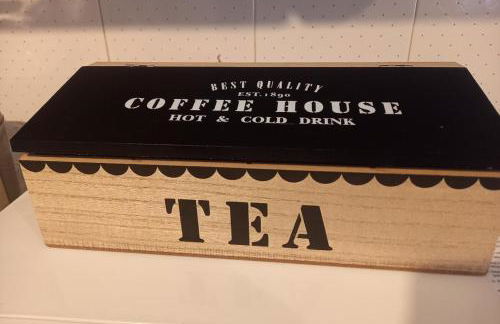 BEST QUALITY
EST. 1890
COFFEE HOUSE
HOT & COLD DRINK
TEA